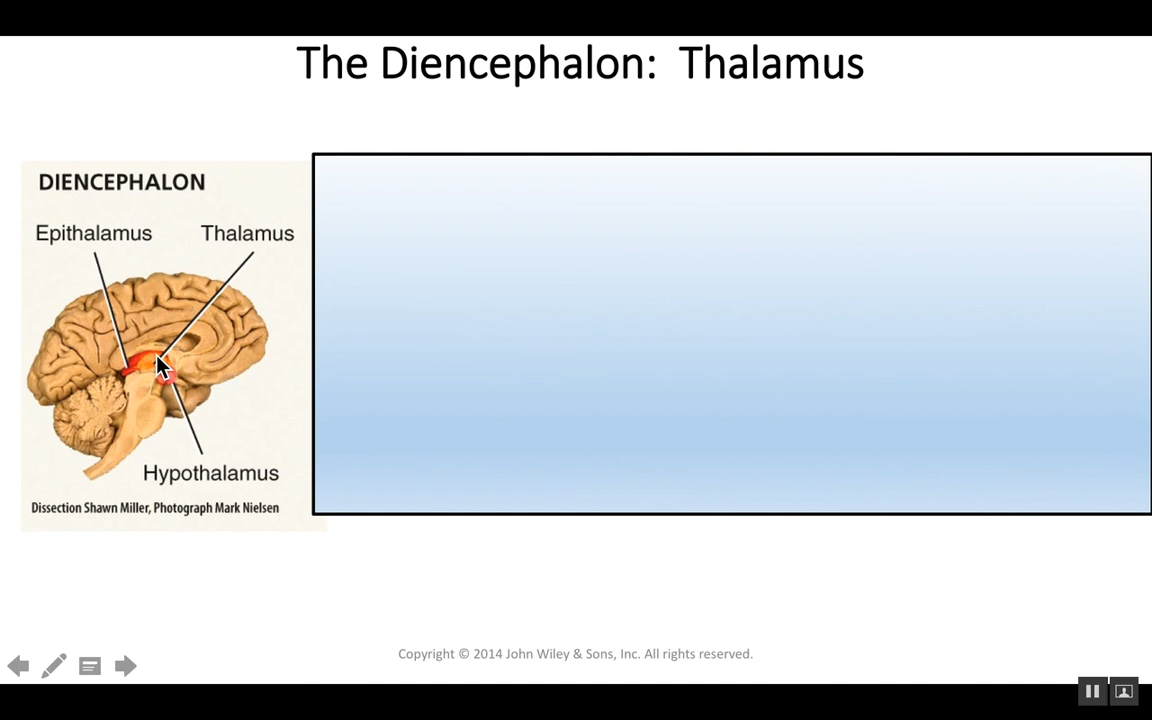 The Diencephalon: Thalamus
DIENCEPHALON
Epithalamus
Thalamus
Hypothalamus
Dissection Shawn Miller, Photograph Mark Nielsen
Copyright © 2014 John Wiley & Sons, Inc. All rights reserved.